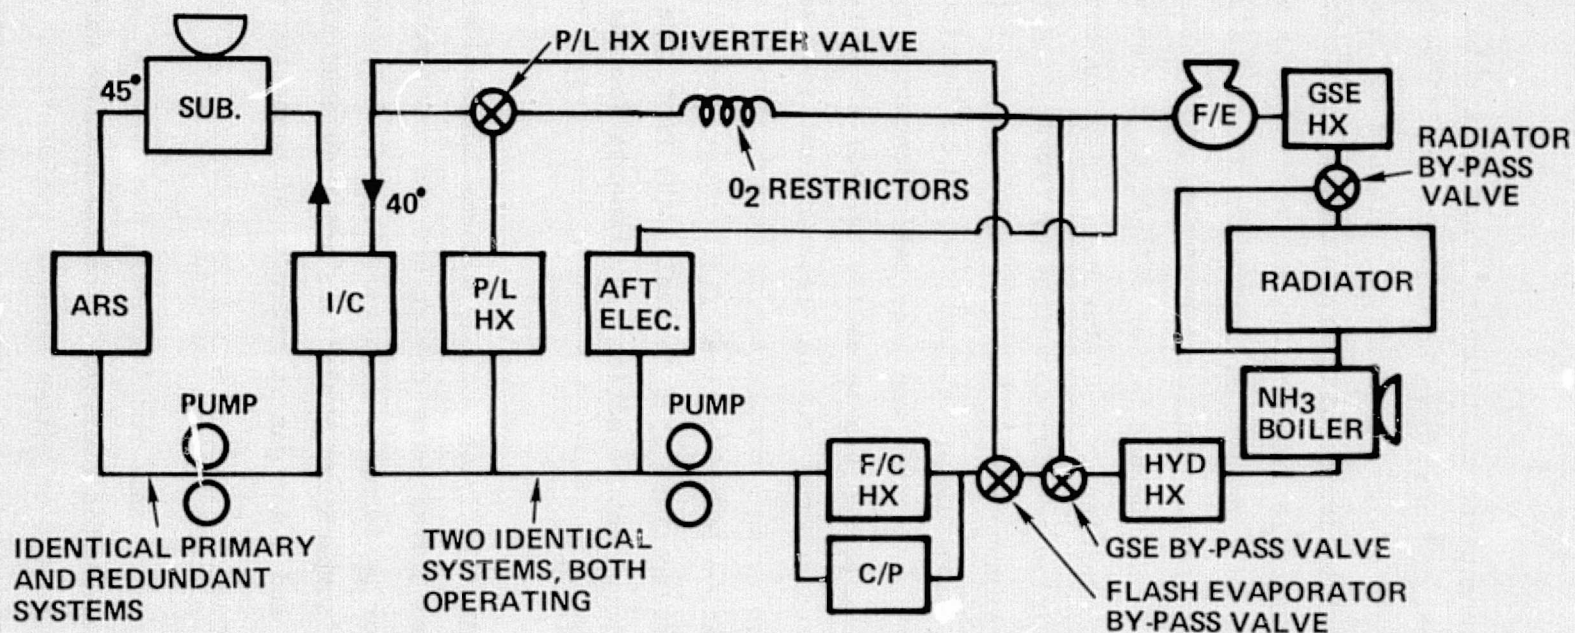 P/L HX DIVERTER VALVE
45°
SUB.
F/E
GSE
HX
RADIATOR
BY-PASS
VALVE
40°
O2 RESTRICTORS
ARS
I/C
P/L
HX
AFT
ELEC.
RADIATOR
PUMP
PUMP
NH3
BOILER
F/C
HX
HYD
HX
C/P
IDENTICAL PRIMARY
AND REDUNDANT
SYSTEMS
TWO IDENTICAL
SYSTEMS, BOTH
OPERATING
GSE BY-PASS VALVE
FLASH EVAPORATOR
BY-PASS VALVE